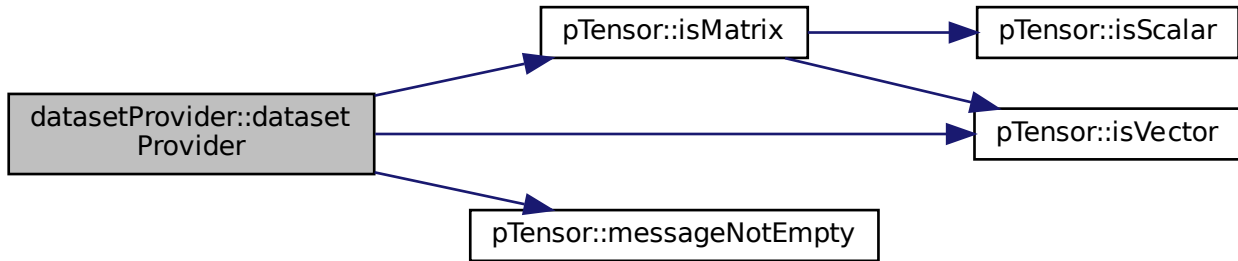 pTensor::isMatrix
pTensor::isScalar
datasetProvider::dataset
Provider
pTensor::isVector
pTensor::messageNotEmpty